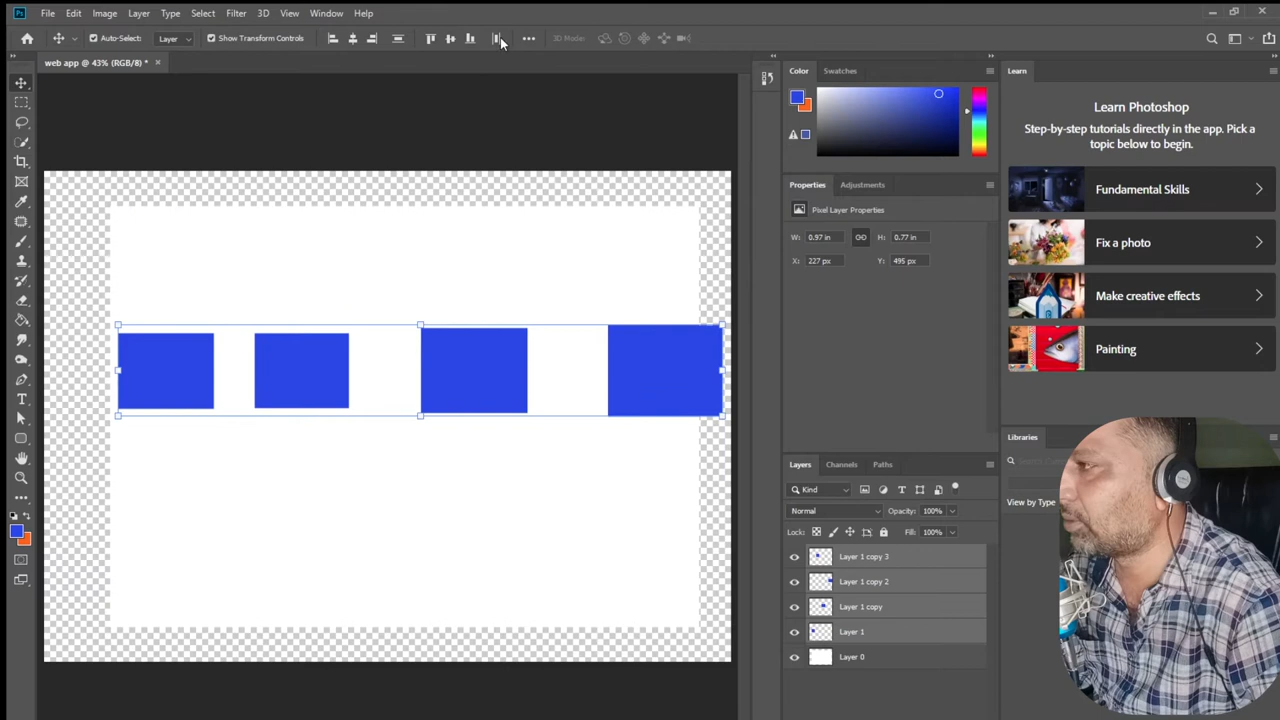 Ps File Edit Image Layer Type Select Filter 3D View Window Help
Auto-Select: Layer Show Transform Controls 3D Mode:
web app @ 43% (RGB/8) *
Color Swatches
Learn
Learn Photoshop
Step-by-step tutorials directly in the app. Pick a
topic below to begin.
Fundamental Skills
Fix a photo
Make creative effects
Painting
Properties Adjustments
Pixel Layer Properties
W: 0.97 in H: 0.77 in
X: 227 px Y: 495 px
Layers Channels Paths
Kind
Normal Opacity: 100%
Lock: Fill: 100%
Layer 1 copy 3
Layer 1 copy 2
Layer 1 copy
Layer 1
Layer 0
Libraries
View by Type